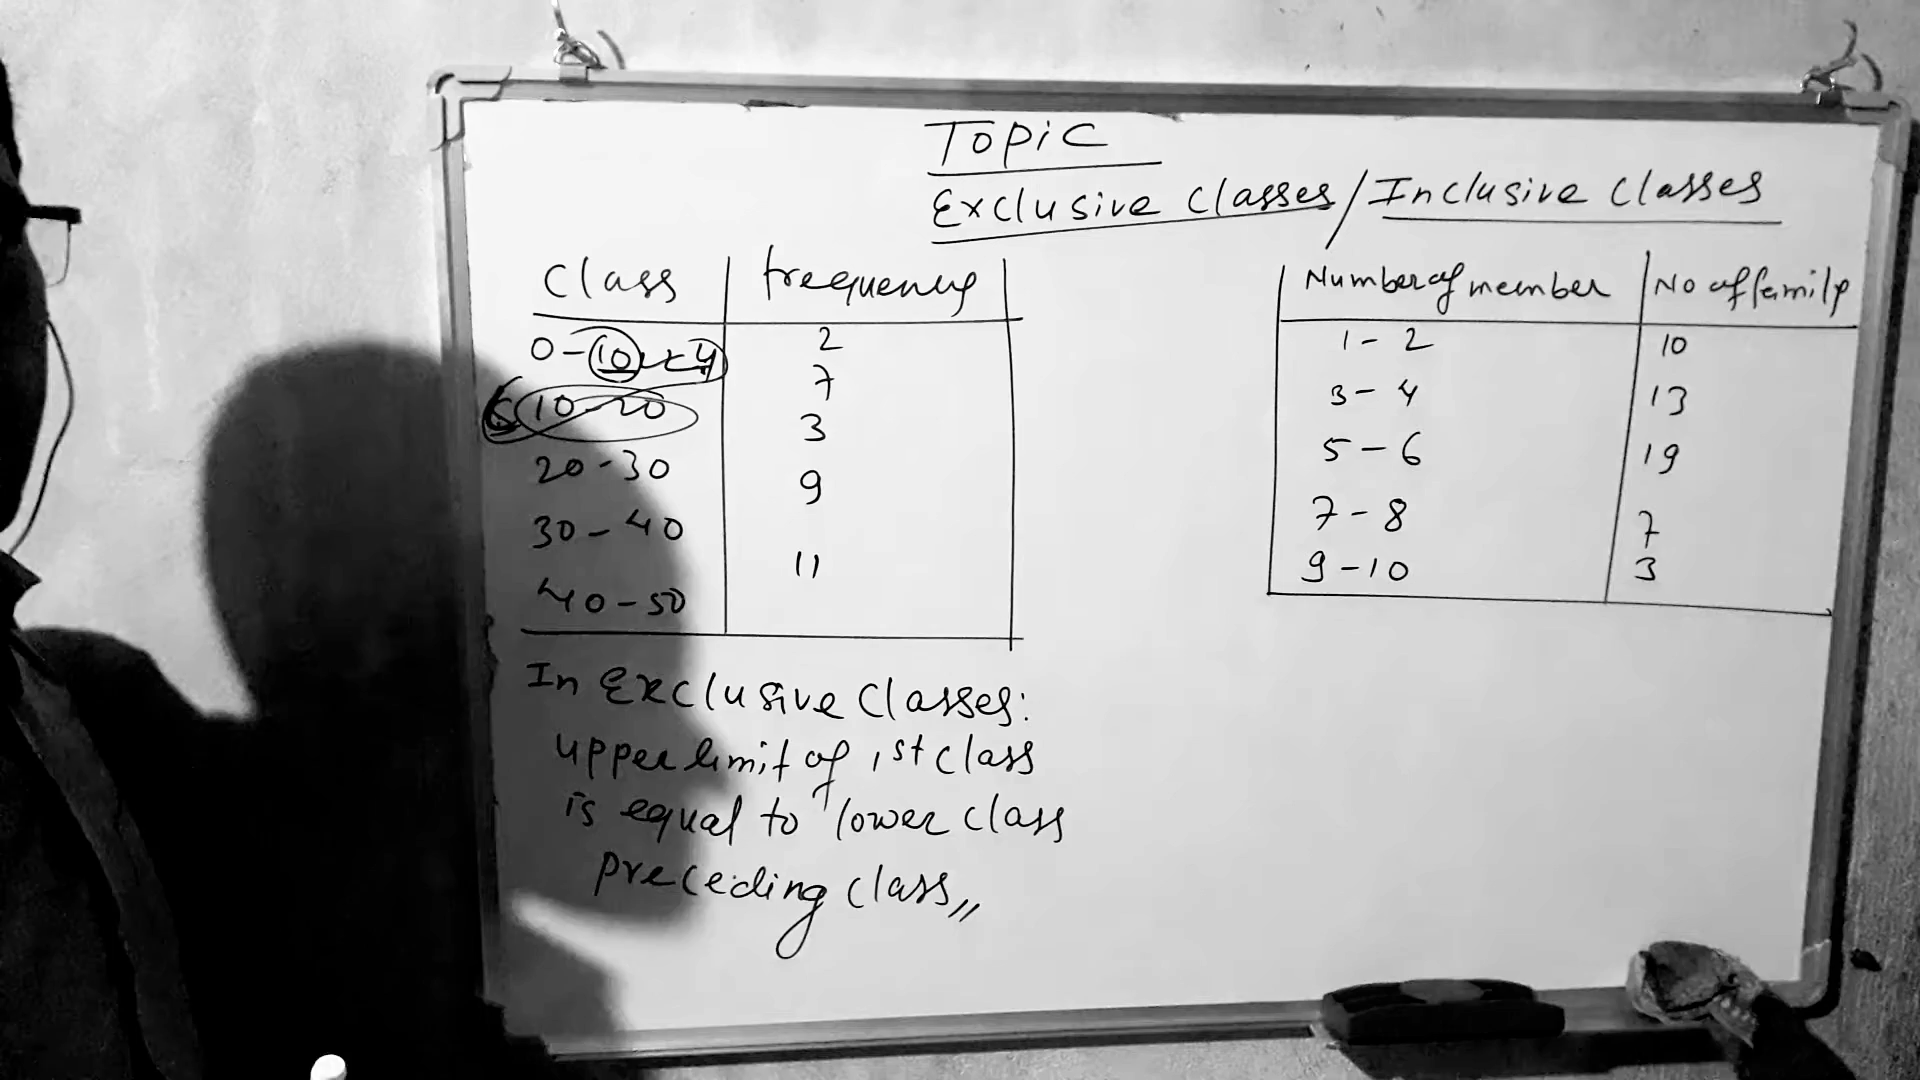 Topic
Exclusive Classes/Inclusive Classes
Class frequency
0-10 2
10-20 7
20-30 3
30-40 9
40-50 11
In Exclusive Classes:
upper limit of 1st class
is equal to lower class
preceding class
Number of member No of family
1-2 10
3-4 13
5-6 19
7-8 7
9-10 3